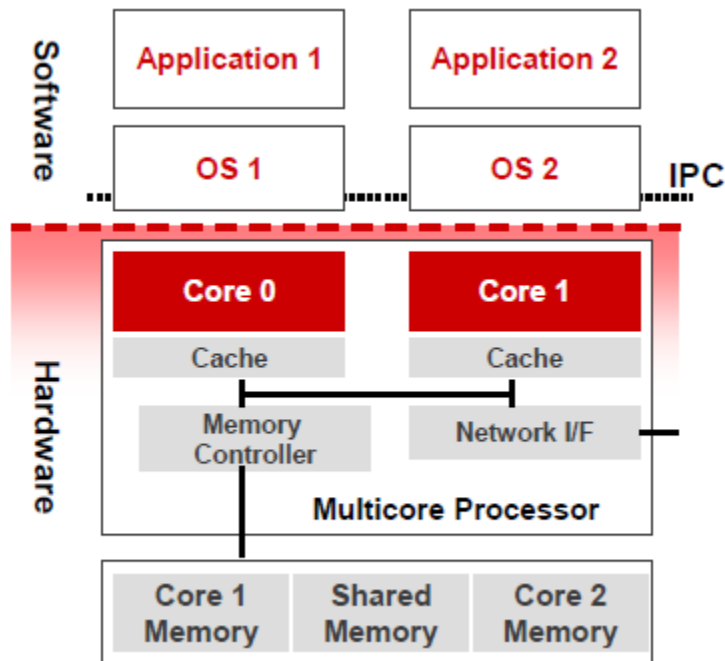 Software
Application 1
Application 2
OS 1
OS 2
IPC
Hardware
Core 0
Core 1
Cache
Cache
Memory
Controller
Network I/F
Multicore Processor
Core 1
Memory
Shared
Memory
Core 2
Memory